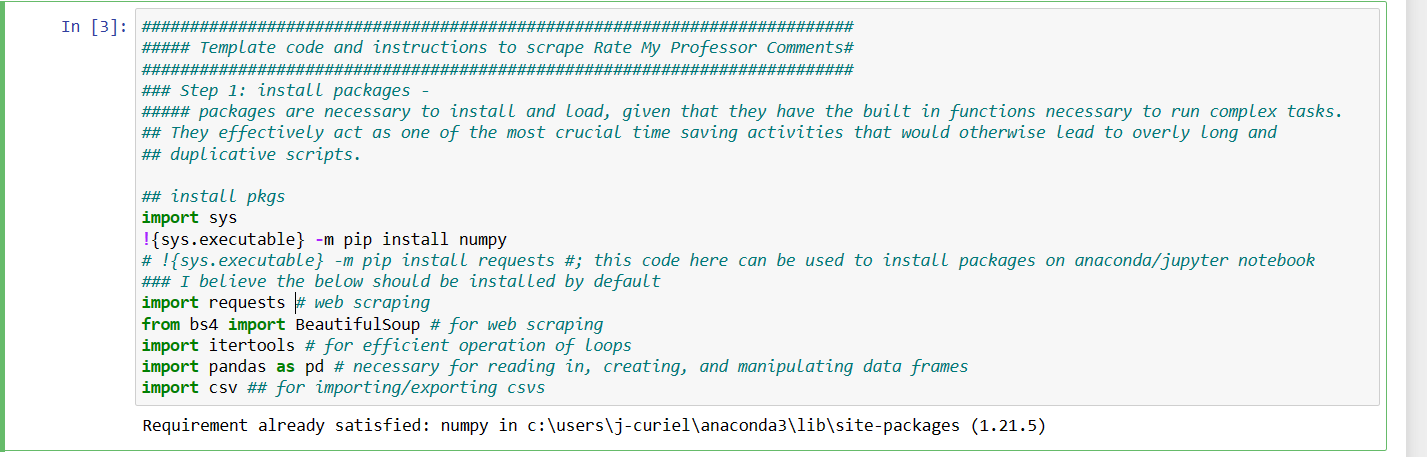 In [3]:
##########################################################################
##### Template code and instructions to scrape Rate My Professor Comments#
##########################################################################
### Step 1: install packages -
##### packages are necessary to install and load, given that they have the built in functions necessary to run complex tasks.
## They effectively act as one of the most crucial time saving activities that would otherwise lead to overly long and
## duplicative scripts.
## install pkgs
import sys
!{sys.executable} -m pip install numpy
# !{sys.executable} -m pip install requests #; this code here can be used to install packages on anaconda/jupyter notebook
### I believe the below should be installed by default
import requests # web scraping
from bs4 import BeautifulSoup # for web scraping
import itertools # for efficient operation of loops
import pandas as pd # necessary for reading in, creating, and manipulating data frames
import csv ## for importing/exporting csvs
Requirement already satisfied: numpy in c:\users\j-curiel\anaconda3\lib\site-packages (1.21.5)